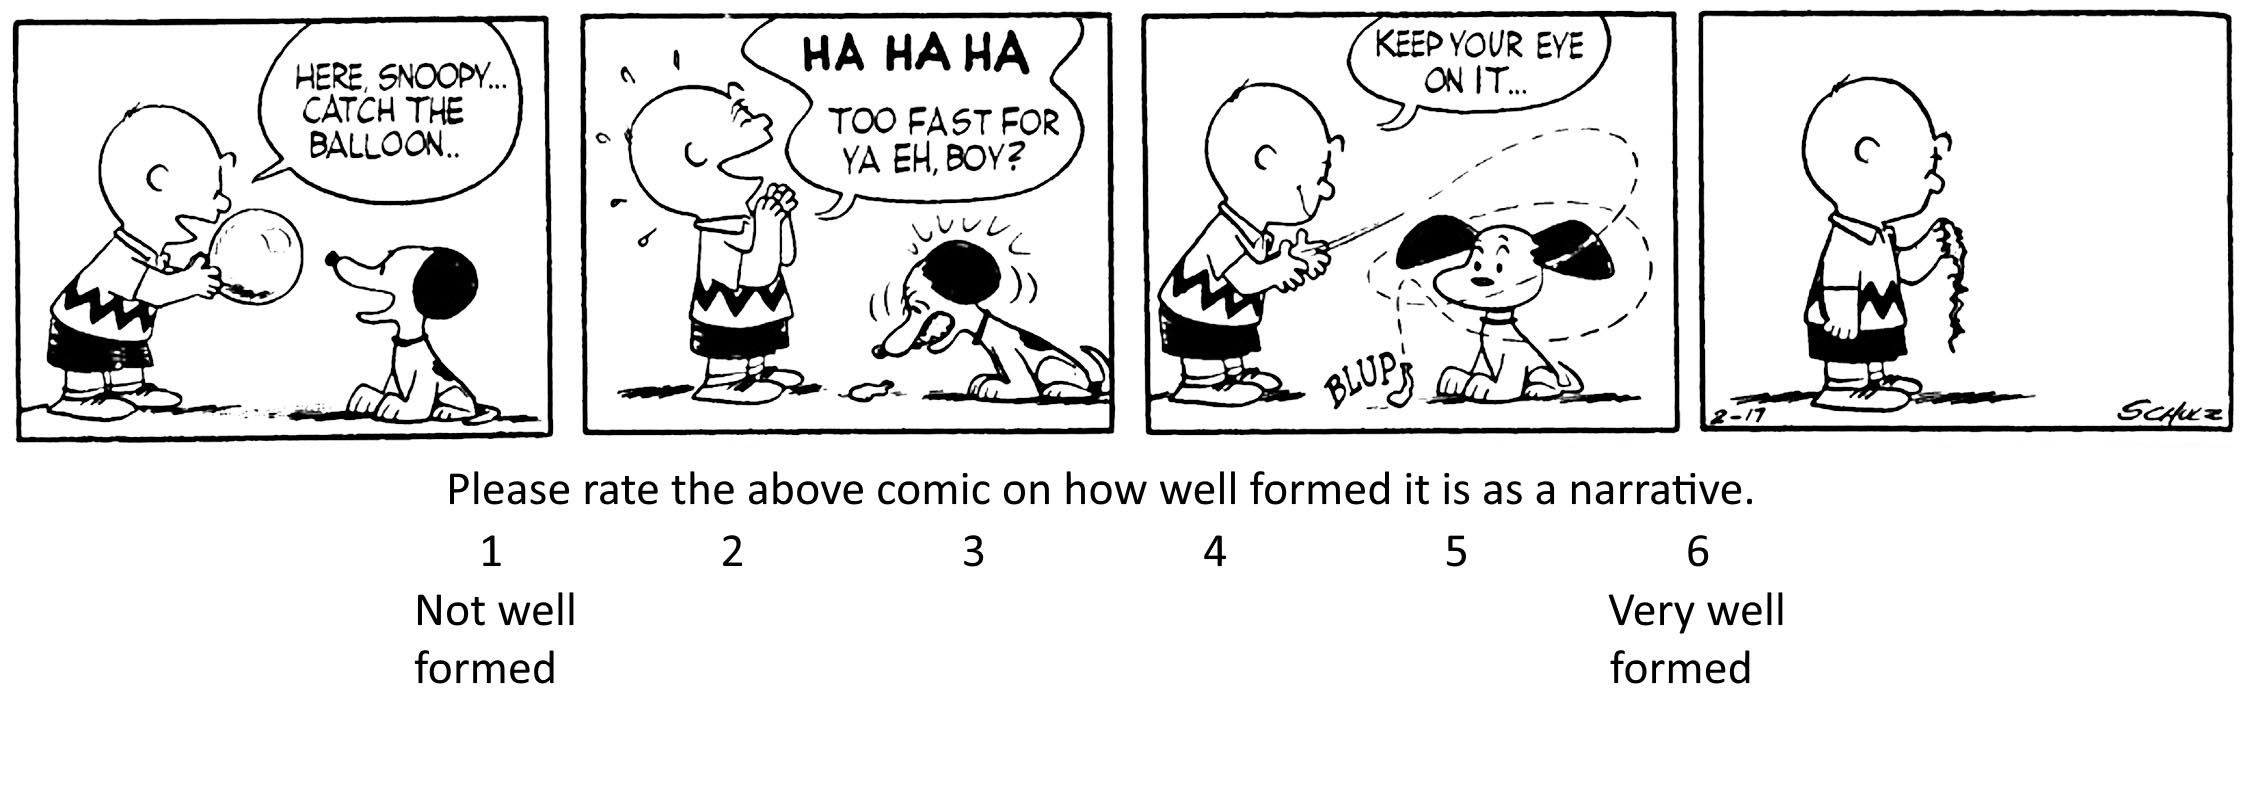 HERE, SNOOPY...
CATCH THE
BALLOON..
HA HA HA
TOO FAST FOR
YA EH, BOY?
KEEP YOUR EYE
ON IT...
BLUP
2-17
SCHULZ
Please rate the above comic on how well formed it is as a narrative.
1 2 3 4 5 6
Not well
formed
Very well
formed